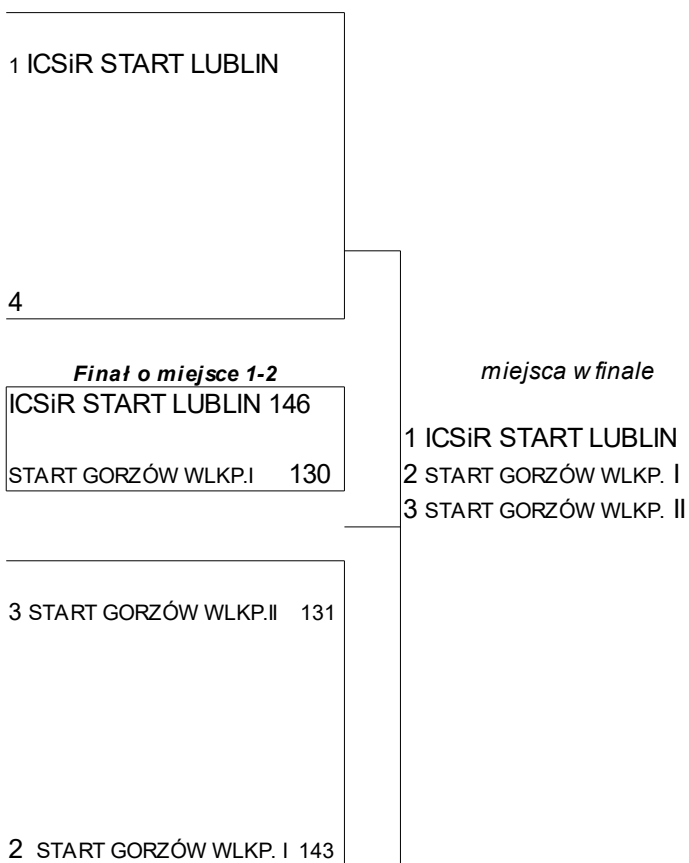 1 ICSiR START LUBLIN
4
Finał o miejsce 1-2
ICSiR START LUBLIN 146
START GORZÓW WLKP.I 130
miejsca w finale
1 ICSiR START LUBLIN
2 START GORZÓW WLKP. I
3 START GORZÓW WLKP. II
3 START GORZÓW WLKP.II 131
2 START GORZÓW WLKP. I 143